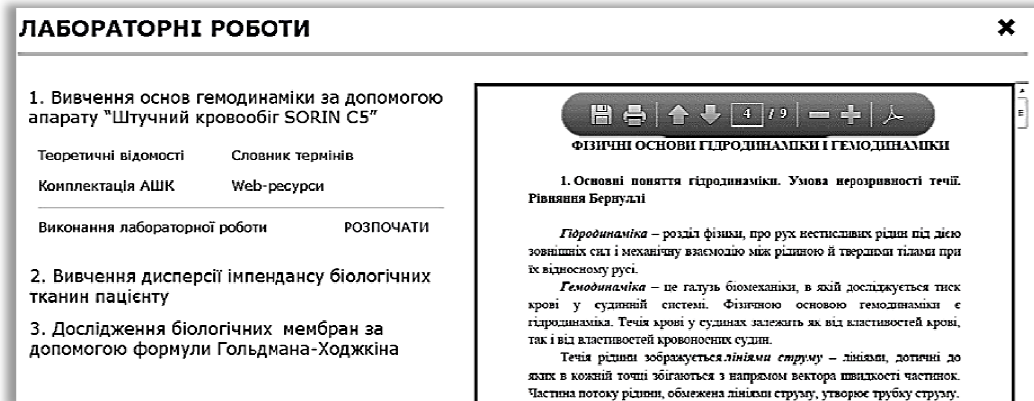 ЛАБОРАТОРНІ РОБОТИ
1. Вивчення основ гемодинаміки за допомогою
апарату "Штучний кровообіг SORIN C5"
Теоретичні відомості Словник термінів
Комплектація АШК Web-ресурси
Виконання лабораторної роботи РОЗПОЧАТИ
2. Вивчення дисперсії імпендансу біологічних
тканин пацієнту
3. Дослідження біологічних мембран за
допомогою формули Гольдмана-Ходжкіна
4 / 9
ФІЗИЧНІ ОСНОВИ ГІДРОДИНАМІКИ І ГЕМОДИНАМІКИ
1. Основні поняття гідродинаміки. Умова нерозривності течії.
Рівняння Бернуллі
Гідродинаміка – розділ фізики, про рух нестисливих рідин під дією
зовнішніх сил і механічну взаємодію між рідиною й твердими тілами при
їх відносному русі.
Гемодинаміка – це галузь біомеханіки, в якій досліджується тиск
крові у судинній системі. Фізичною основою гемодинаміки є
гідродинаміка. Течія крові у судинах залежить як від властивостей крові,
так і від властивостей кровоносних судин.
Течія рідини зображується лініями струму – лініями, дотичні до
яких в кожній точці збігаються з напрямом вектора швидкості частинок.
Частина потоку рідини, обмежена лініями струму, утворює трубку струму.